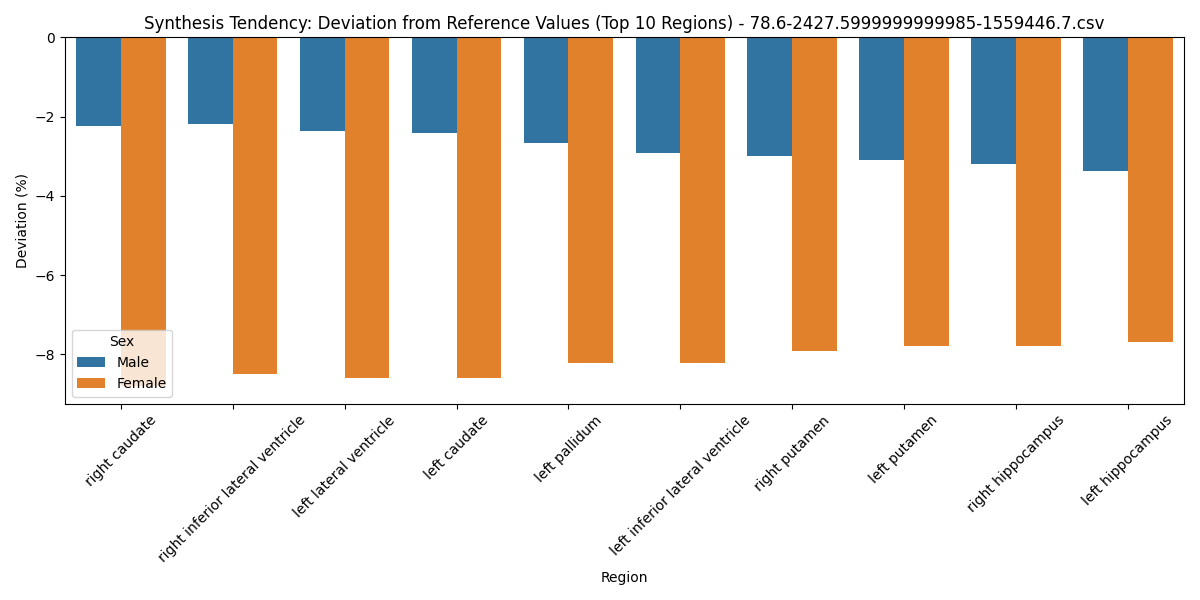 Synthesis Tendency: Deviation from Reference Values (Top 10 Regions) - 78.6-2427.5999999999985-1559446.7.csv
Deviation (%)
0
−2
−4
−6
−8
Sex
Male
Female
right caudate
right inferior lateral ventricle
left lateral ventricle
left caudate
left pallidum
left inferior lateral ventricle
right putamen
left putamen
right hippocampus
left hippocampus
Region